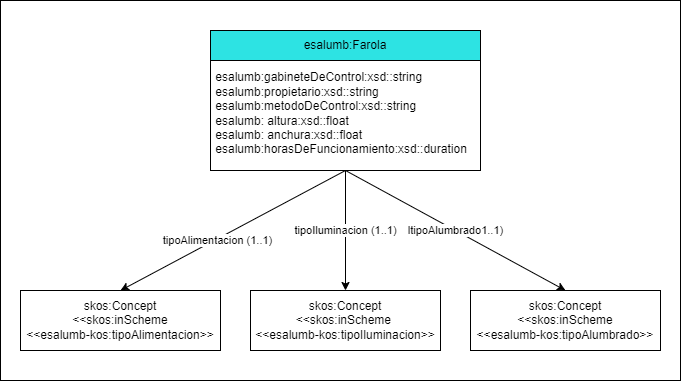 esalumb:Farola
esalumb:gabineteDeControl:xsd::string
esalumb:propietario:xsd::string
esalumb:metodoDeControl:xsd::string
esalumb: altura:xsd::float
esalumb: anchura:xsd::float
esalumb:horasDeFuncionamiento:xsd::duration
tipoAlimentacion (1..1)
tipoIluminacion (1..1)
ltipoAlumbrado1..1)
skos:Concept
<<skos:inScheme
<<esalumb-kos:tipoAlimentacion>>
skos:Concept
<<skos:inScheme
<<esalumb-kos:tipoIluminacion>>
skos:Concept
<<skos:inScheme
<<esalumb-kos:tipoAlumbrado>>